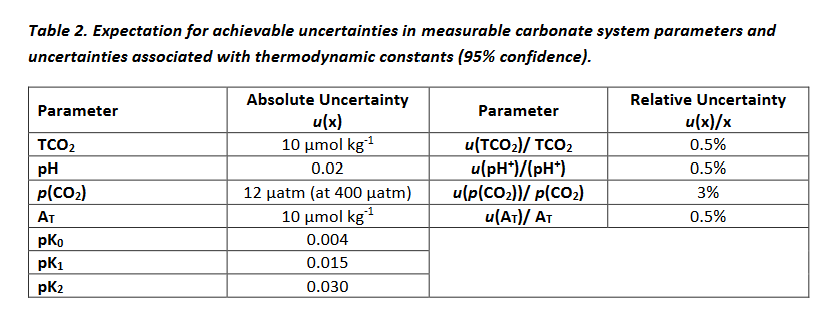 Table 2. Expectation for achievable uncertainties in measurable carbonate system parameters and
uncertainties associated with thermodynamic constants (95% confidence).
Parameter Absolute Uncertainty u(x) Parameter Relative Uncertainty u(x)/x
TCO₂ 10 µmol kg⁻¹ u(TCO₂)/ TCO₂ 0.5%
pH 0.02 u(pH⁺)/(pH⁺) 0.5%
p(CO₂) 12 µatm (at 400 µatm) u(p(CO₂))/ p(CO₂) 3%
Aᴛ 10 µmol kg⁻¹ u(Aᴛ)/ Aᴛ 0.5%
pK₀ 0.004
pK₁ 0.015
pK₂ 0.030